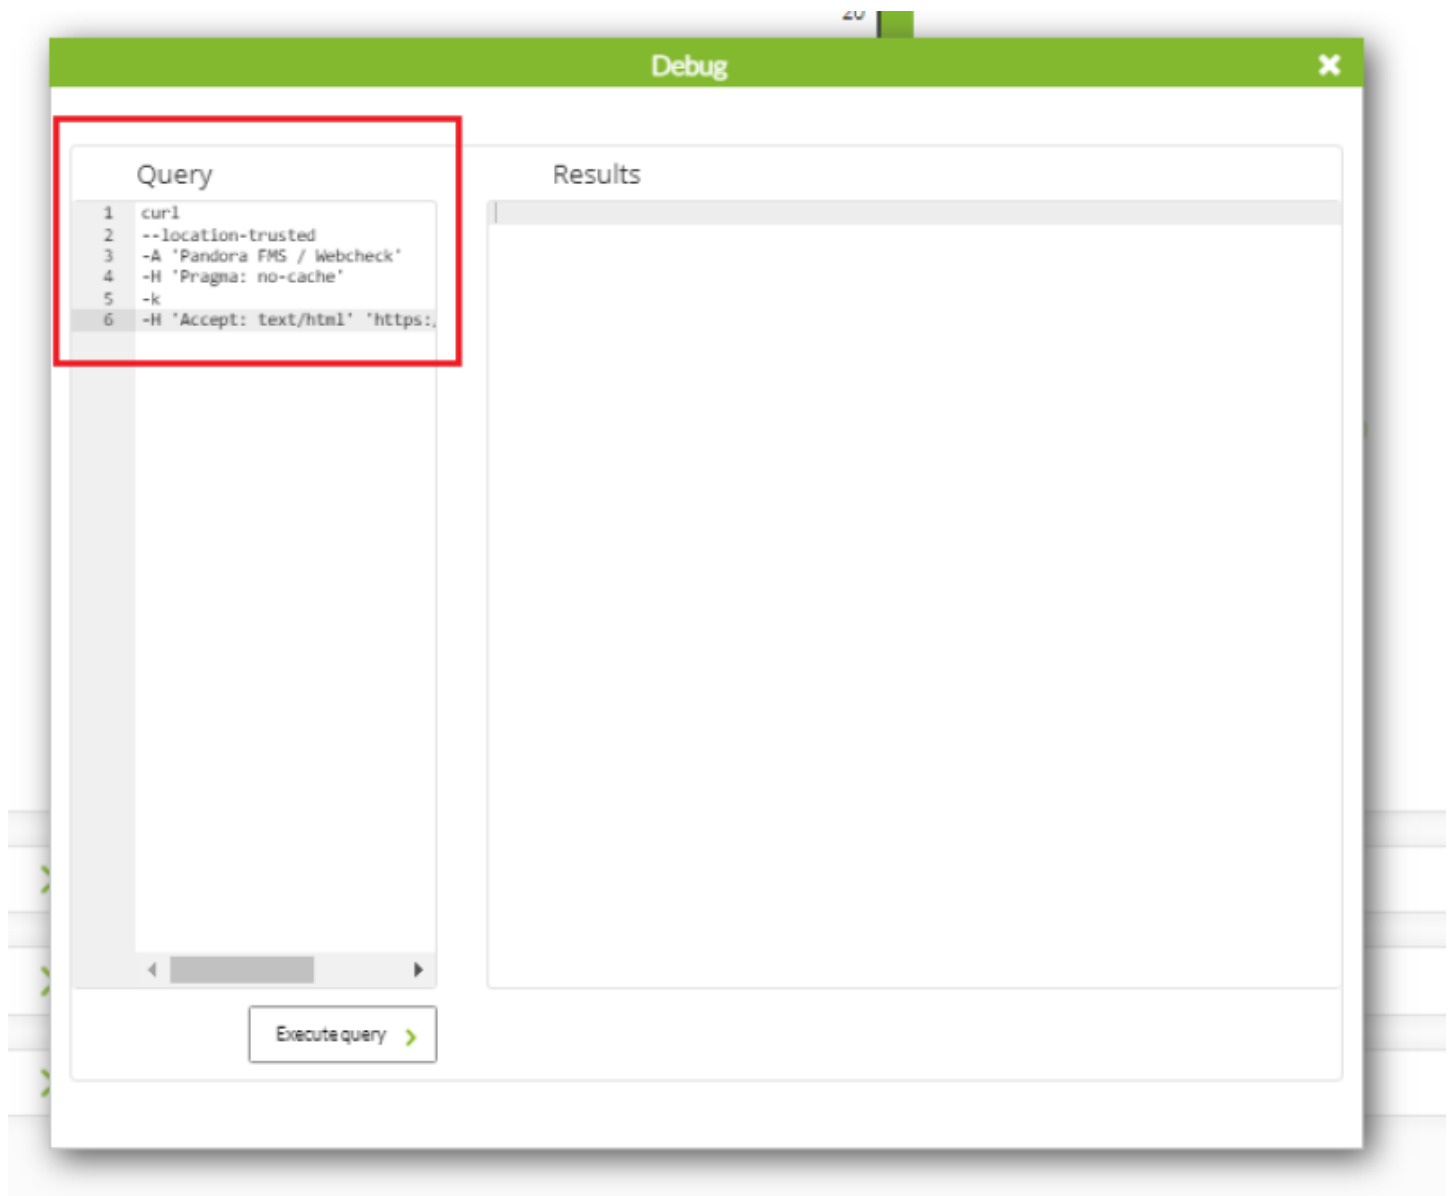 20
Debug
Query
Results
1 curl
2 --location-trusted
3 -A 'Pandora FMS / Webcheck'
4 -H 'Pragma: no-cache'
5 -k
6 -H 'Accept: text/html' 'https:/
Execute query